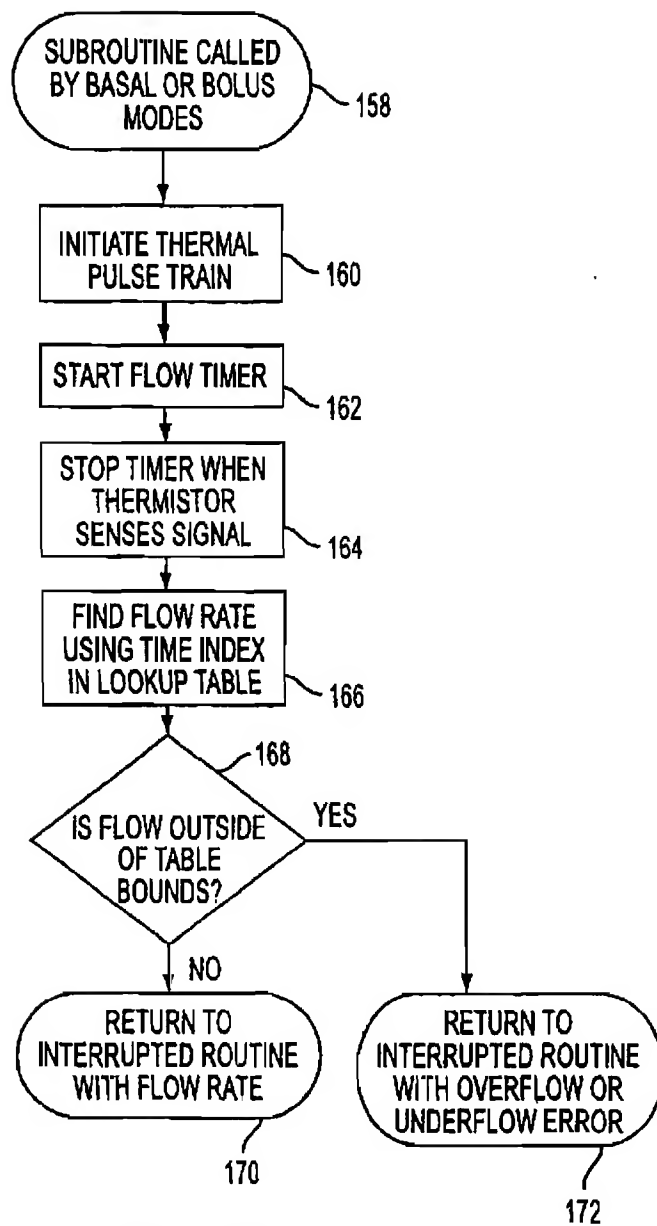 SUBROUTINE CALLED
BY BASAL OR BOLUS
MODES
158
INITIATE THERMAL
PULSE TRAIN
160
START FLOW TIMER
162
STOP TIMER WHEN
THERMISTOR
SENSES SIGNAL
164
FIND FLOW RATE
USING TIME INDEX
IN LOOKUP TABLE
166
168
IS FLOW OUTSIDE
OF TABLE
BOUNDS?
YES
NO
RETURN TO
INTERRUPTED ROUTINE
WITH FLOW RATE
170
RETURN TO
INTERRUPTED ROUTINE
WITH OVERFLOW OR
UNDERFLOW ERROR
172